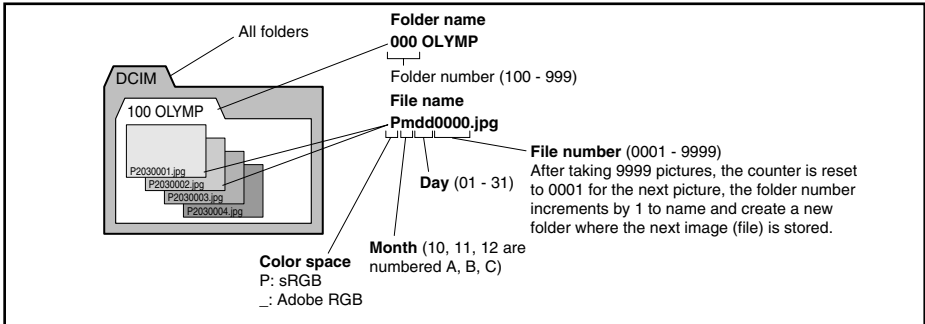 All folders
Folder name
000 OLYMP
Folder number (100 - 999)
DCIM
100 OLYMP
P2030001.jpg
P2030002.jpg
P2030003.jpg
P2030004.jpg
File name
Pmdd0000.jpg
File number (0001 - 9999)
After taking 9999 pictures, the counter is reset
to 0001 for the next picture, the folder number
increments by 1 to name and create a new
folder where the next image (file) is stored.
Day (01 - 31)
Month (10, 11, 12 are
numbered A, B, C)
Color space
P: sRGB
_: Adobe RGB